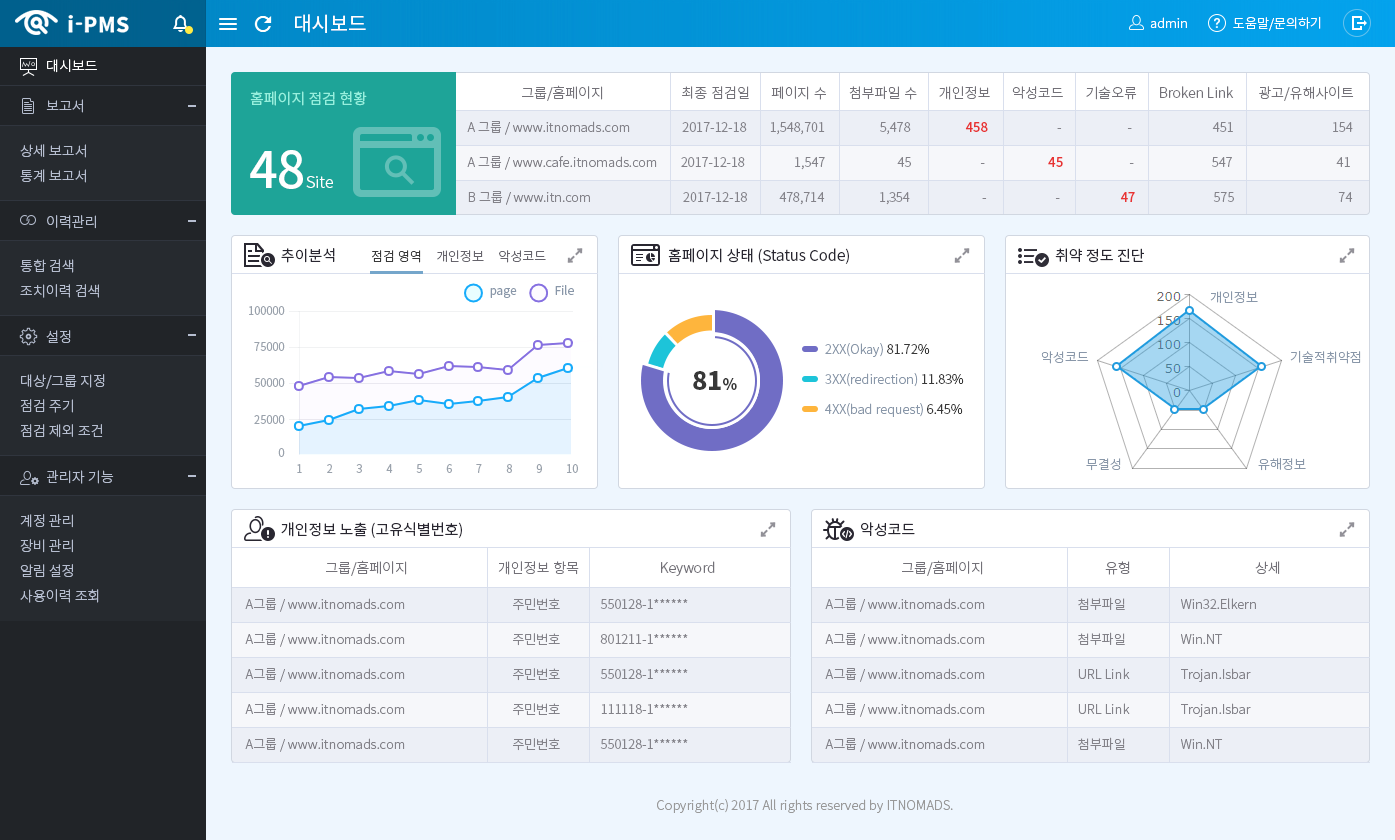 i-PMS
대시보드
admin
도움말/문의하기
대시보드
보고서
상세 보고서
통계 보고서
이력관리
통합 검색
조치이력 검색
설정
대상/그룹 지정
점검 주기
점검 제외 조건
관리자 기능
계정 관리
장비 관리
알림 설정
사용이력 조회
홈페이지 점검 현황
48 Site
그룹/홈페이지 최종 점검일 페이지 수 첨부파일 수 개인정보 악성코드 기술오류 Broken Link 광고/유해사이트
A 그룹 / www.itnomads.com 2017-12-18 1,548,701 5,478 458 - - 451 154
A 그룹 / www.cafe.itnomads.com 2017-12-18 1,547 45 - 45 - 547 41
B 그룹 / www.itn.com 2017-12-18 478,714 1,354 - - 47 575 74
추이분석 점검 영역 개인정보 악성코드
page File
100000
75000
50000
25000
0
1 2 3 4 5 6 7 8 9 10
홈페이지 상태 (Status Code)
81%
2XX(Okay) 81.72%
3XX(redirection) 11.83%
4XX(bad request) 6.45%
취약 정도 진단
200
150
100
50
0
개인정보
기술적취약점
유해정보
무결성
악성코드
개인정보 노출 (고유식별번호)
그룹/홈페이지 개인정보 항목 Keyword
A그룹 / www.itnomads.com 주민번호 550128-1******
A그룹 / www.itnomads.com 주민번호 801211-1******
A그룹 / www.itnomads.com 주민번호 550128-1******
A그룹 / www.itnomads.com 주민번호 111118-1******
A그룹 / www.itnomads.com 주민번호 550128-1******
악성코드
그룹/홈페이지 유형 상세
A그룹 / www.itnomads.com 첨부파일 Win32.Elkern
A그룹 / www.itnomads.com 첨부파일 Win.NT
A그룹 / www.itnomads.com URL Link Trojan.Isbar
A그룹 / www.itnomads.com URL Link Trojan.Isbar
A그룹 / www.itnomads.com 첨부파일 Win.NT
Copyright(c) 2017 All rights reserved by ITNOMADS.